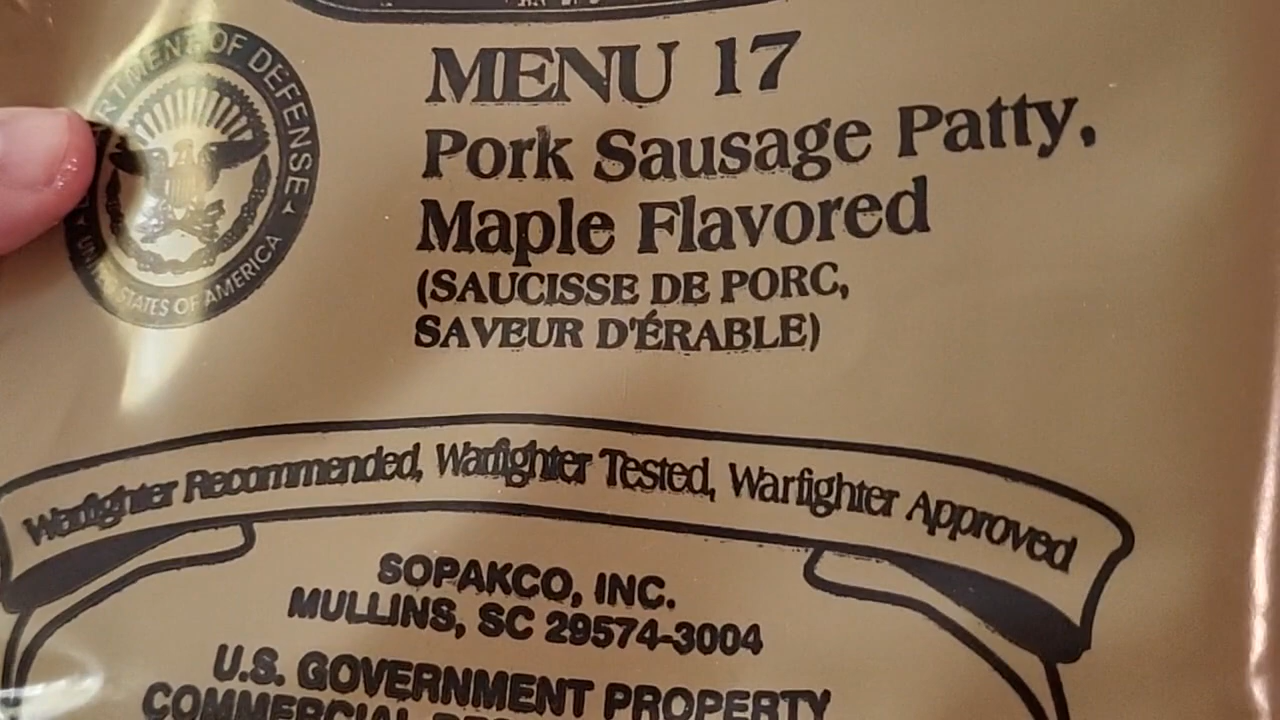 DEPARTMENT OF DEFENSE
UNITED STATES OF AMERICA
MENU 17
Pork Sausage Patty,
Maple Flavored
(SAUCISSE DE PORC,
SAVEUR D'ÉRABLE)
Warfighter Recommended, Warfighter Tested, Warfighter Approved
SOPAKCO, INC.
MULLINS, SC 29574-3004
U.S. GOVERNMENT PROPERTY
COMMERCIAL